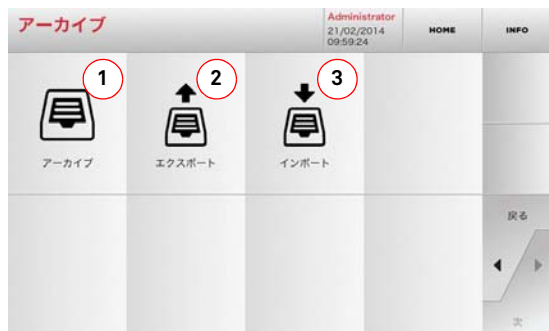 アーカイブ
Administrator
21/02/2014
09:59:24
HOME
INFO
1
2
3
アーカイブ
エクスポート
インポート
戻る
次